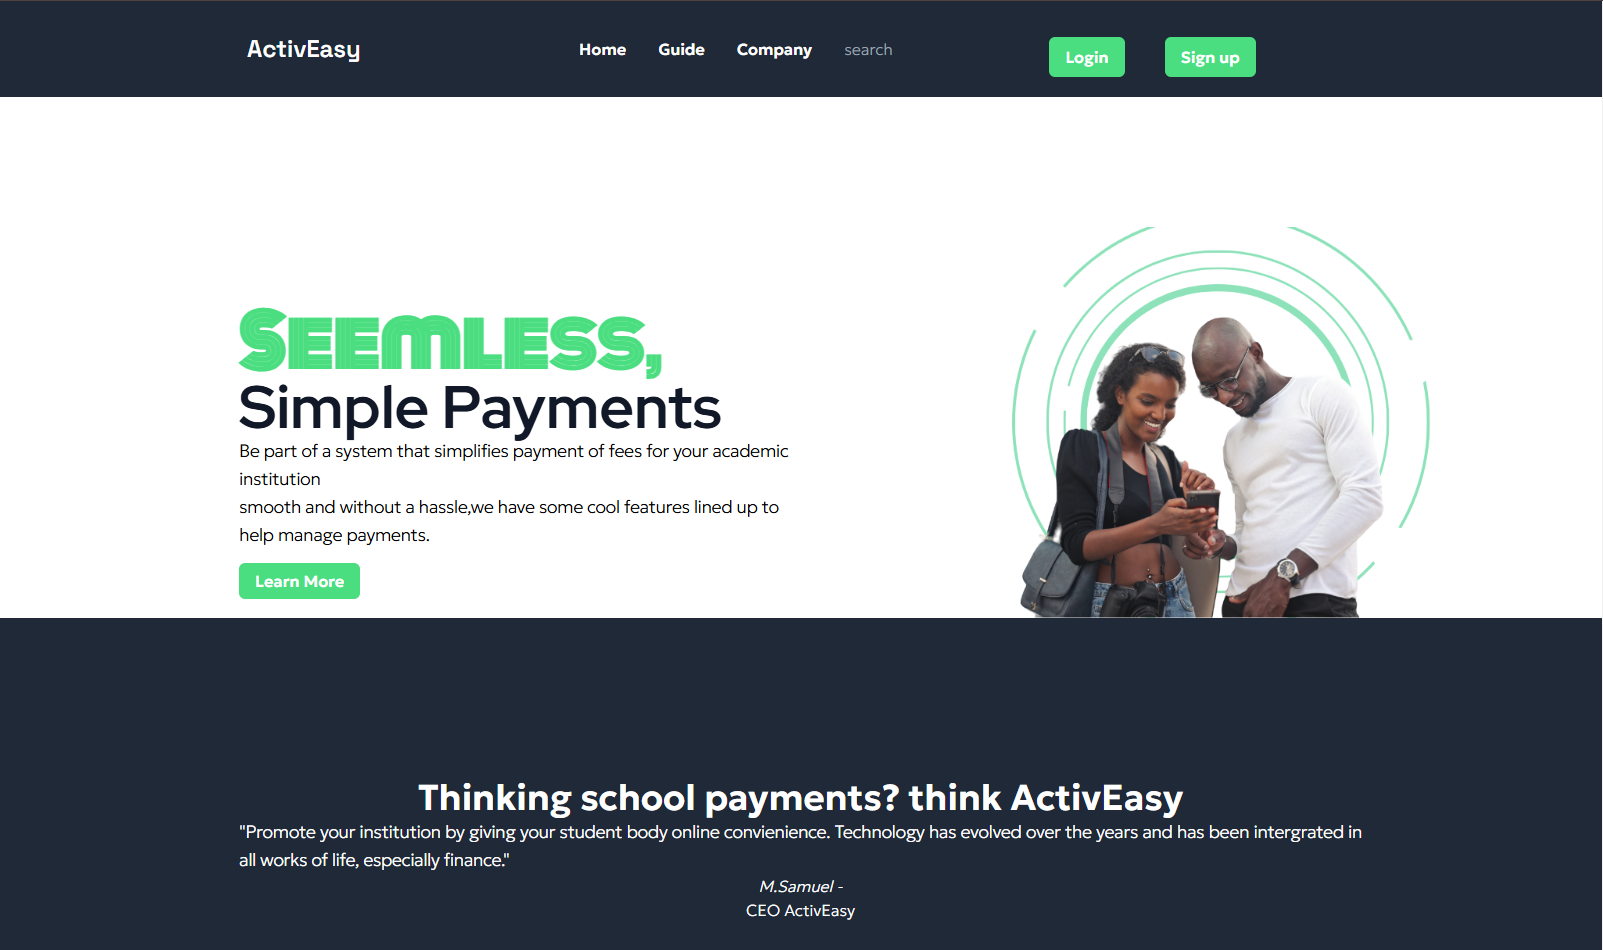 ActivEasy
Home Guide Company search
Login Sign up
Seemless,
Simple Payments
Be part of a system that simplifies payment of fees for your academic
institution
smooth and without a hassle,we have some cool features lined up to
help manage payments.
Learn More
Thinking school payments? think ActivEasy
"Promote your institution by giving your student body online convienience. Technology has evolved over the years and has been intergrated in
all works of life, especially finance."
M.Samuel -
CEO ActivEasy